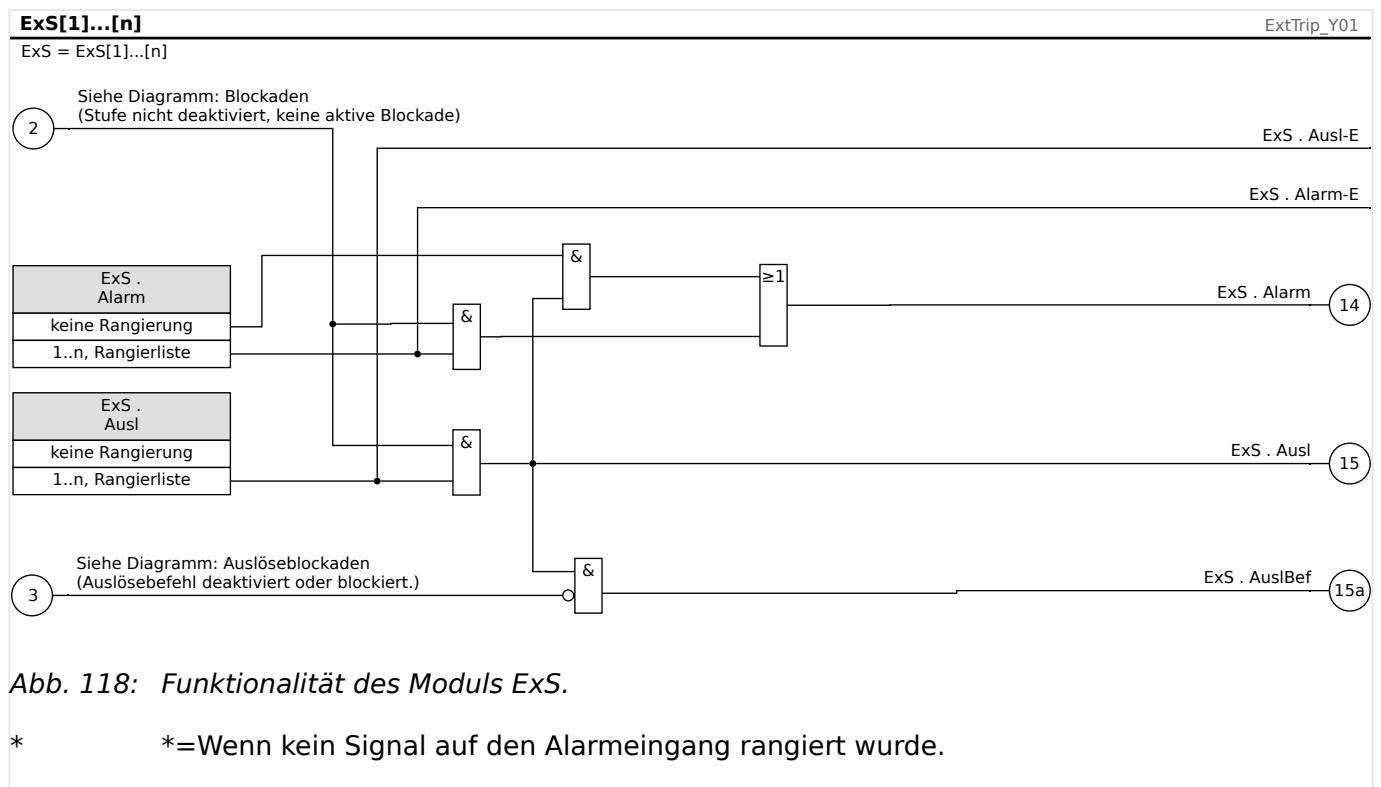 ExS[1]...[n]
ExtTrip_Y01
ExS = ExS[1]...[n]
Siehe Diagramm: Blockaden
(Stufe nicht deaktiviert, keine aktive Blockade)
2
ExS . Ausl-E
ExS . Alarm-E
&
ExS .
Alarm
≥1
keine Rangierung
&
ExS . Alarm
14
1..n, Rangierliste
ExS .
Ausl
keine Rangierung
&
ExS . Ausl
15
1..n, Rangierliste
Siehe Diagramm: Auslöseblockaden
(Auslösebefehl deaktiviert oder blockiert.)
3
&
ExS . AuslBef
15a
Abb. 118: Funktionalität des Moduls ExS.
* *=Wenn kein Signal auf den Alarmeingang rangiert wurde.